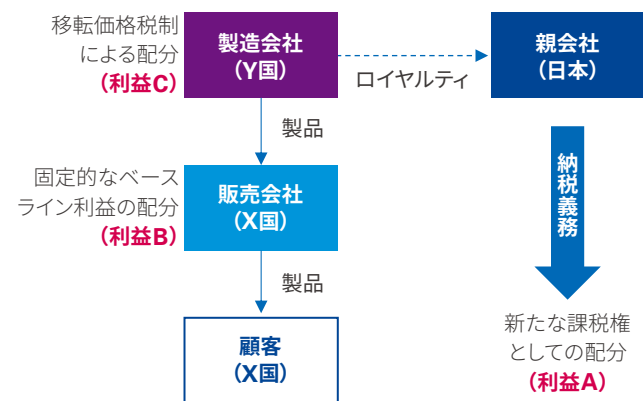 移転価格税制
による配分
（利益C）
製造会社
（Y国）
ロイヤルティ
親会社
（日本）
製品
固定的なベース
ライン利益の配分
（利益B）
販売会社
（X国）
納税義務
製品
顧客
（X国）
新たな課税権
としての配分
（利益A）